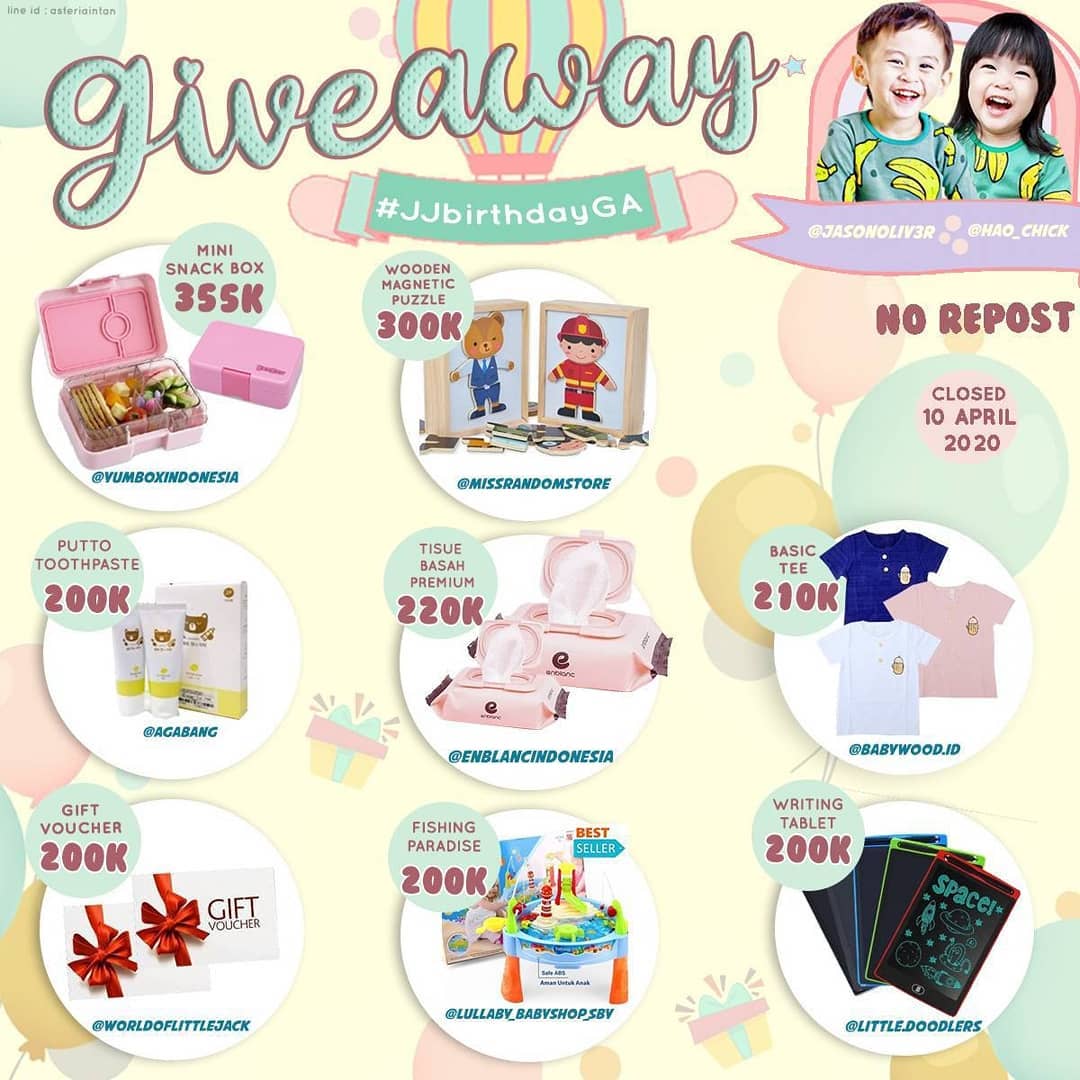 line id : asteriaintan
giveaway
#JJbirthdayGA
@JASONOLIV3R
@HAO_CHICK
NO REPOST
CLOSED
10 APRIL
2020
MINI
SNACK BOX
355K
@YUMBOXINDONESIA
WOODEN
MAGNETIC
PUZZLE
300K
@MISSRANDOMSTORE
PUTTO
TOOTHPASTE
200K
@AGABANG
TISUE
BASAH
PREMIUM
220K
enblanc
enblanc
@ENBLANCINDONESIA
BASIC
TEE
210K
@BABYWOOD.ID
GIFT
VOUCHER
200K
GIFT
VOUCHER
@WORLDOFLITTLEJACK
FISHING
PARADISE
200K
BEST
SELLER
Safe ABS
Aman Untuk Anak
@LULLABY_BABYSHOP_SBY
WRITING
TABLET
200K
SPACE!
@LITTLE.DOODLERS